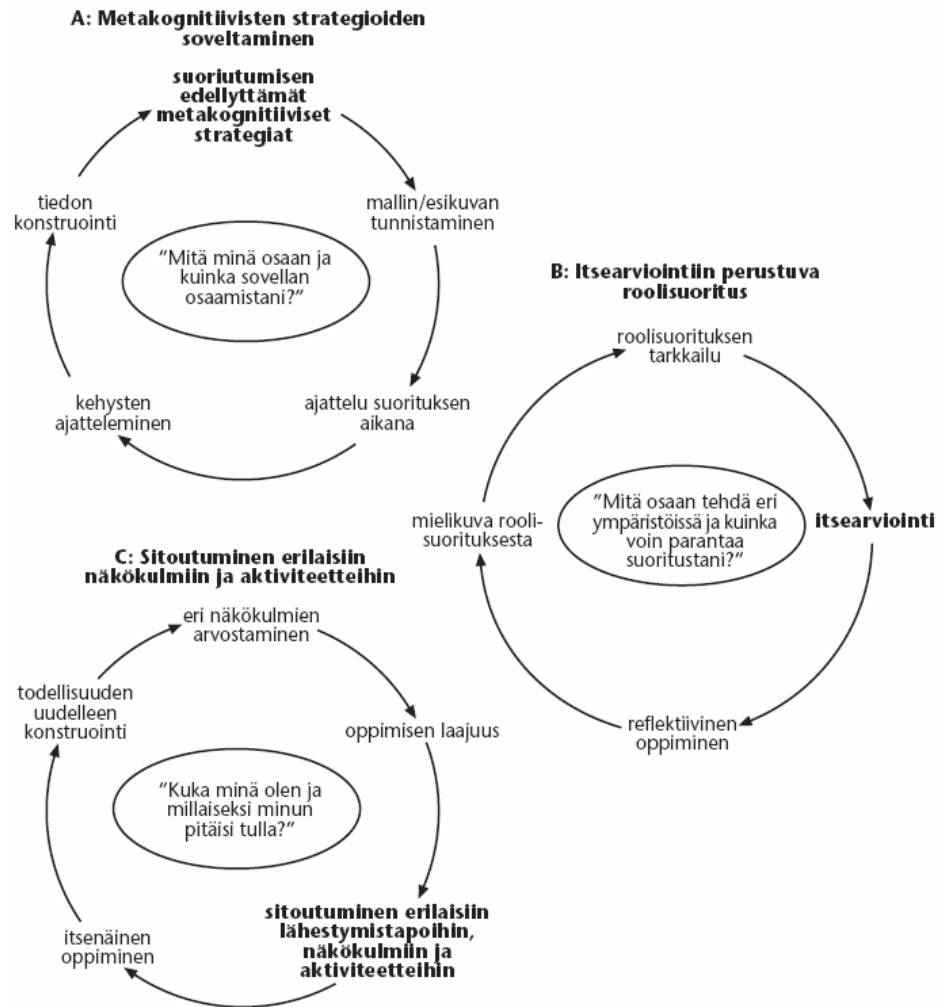 A: Metakognitiivisten strategioiden
soveltaminen
suoriutumisen
edellyttämät
metakognitiiviset
strategiat
mallin/esikuvan
tunnistaminen
ajattelu suorituksen
aikana
kehysten
ajatteleminen
tiedon
konstruointi
"Mitä minä osaan ja
kuinka sovellan
osaamistani?"
B: Itsearviointiin perustuva
roolisuoritus
roolisuorituksen
tarkkailu
itsearviointi
reflektiivinen
oppiminen
mielikuva rooli-
suorituksesta
"Mitä osaan tehdä eri
ympäristöissä ja kuinka
voin parantaa
suoritustani?"
C: Sitoutuminen erilaisiin
näkökulmiin ja aktiviteetteihin
eri näkökulmien
arvostaminen
oppimisen laajuus
sitoutuminen erilaisiin
lähestymistapoihin,
näkökulmiin ja
aktiviteetteihin
itsenäinen
oppiminen
todellisuuden
uudelleen
konstruointi
"Kuka minä olen ja
millaiseksi minun
pitäisi tulla?"